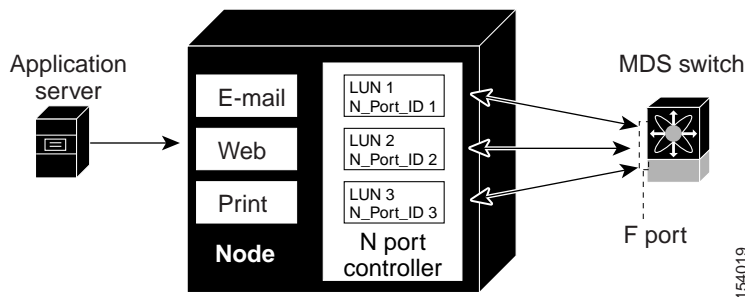 Application
server
E-mail
Web
Print
Node
LUN 1
N_Port_ID 1
LUN 2
N_Port_ID 2
LUN 3
N_Port_ID 3
N port
controller
MDS switch
F port
154019